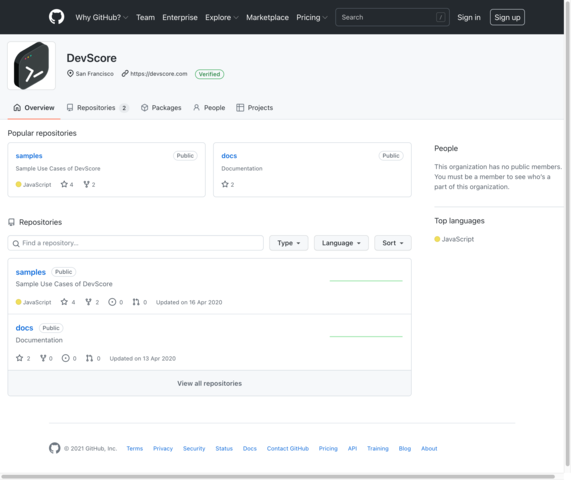 Why GitHub? Team Enterprise Explore Marketplace Pricing Search / Sign in Sign up
DevScore
San Francisco https://devscore.com Verified
Overview Repositories 2 Packages People Projects
Popular repositories
samples Public
Sample Use Cases of DevScore
JavaScript 4 2
docs Public
Documentation
2
People
This organization has no public members.
You must be a member to see who's a
part of this organization.
Top languages
JavaScript
Repositories
Find a repository...
Type Language Sort
samples Public
Sample Use Cases of DevScore
JavaScript 4 2 0 0 Updated on 16 Apr 2020
docs Public
Documentation
2 0 0 0 Updated on 13 Apr 2020
View all repositories
© 2021 GitHub, Inc. Terms Privacy Security Status Docs Contact GitHub Pricing API Training Blog About